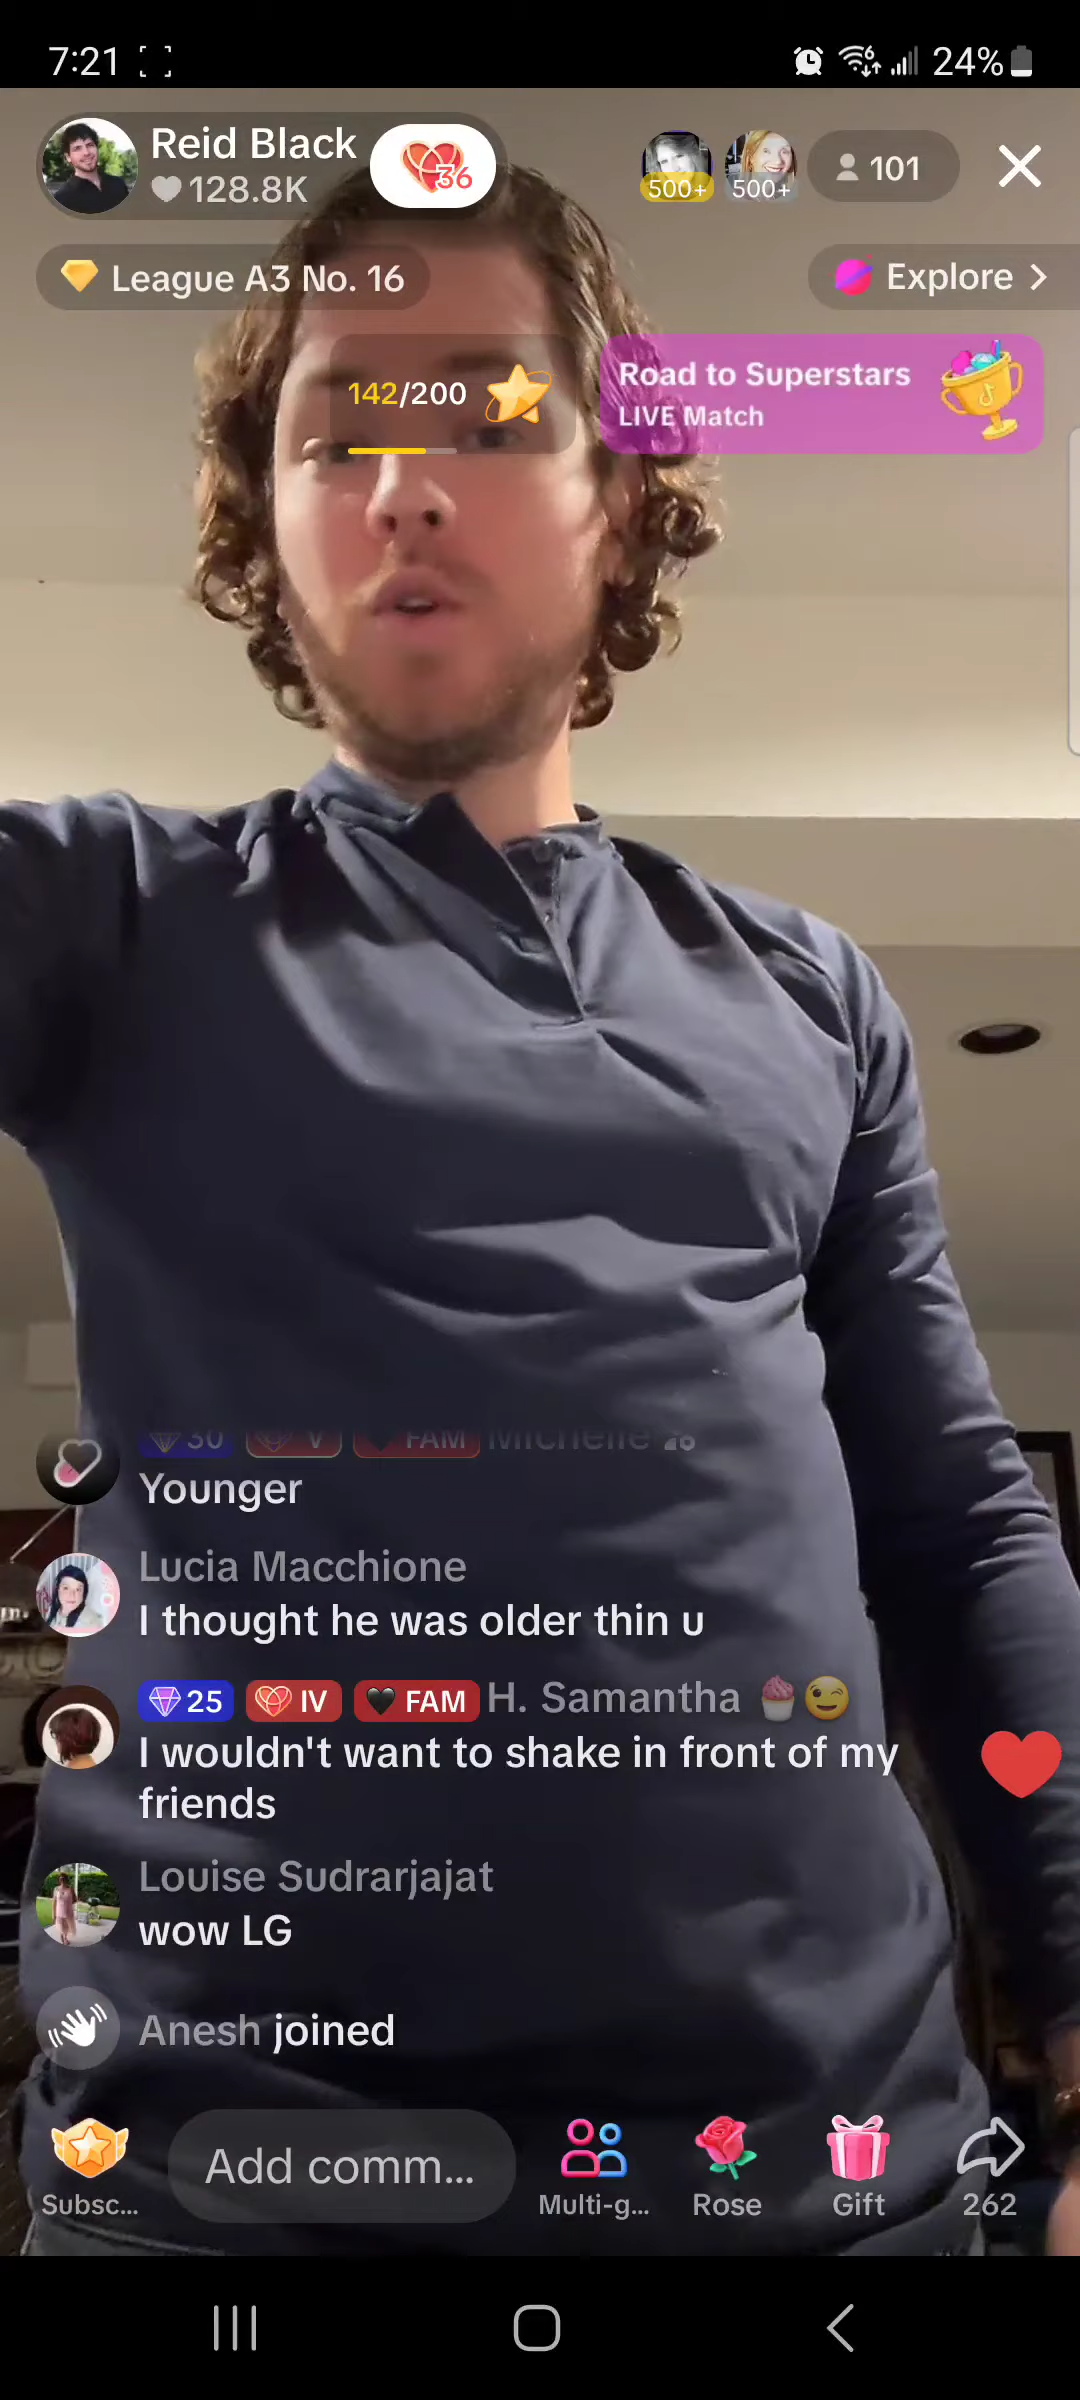 7:21
24%
Reid Black
128.8K
36
500+
500+
101
League A3 No. 16
Explore
142/200
Road to Superstars
LIVE Match
30 V FAM Michelle
Younger
Lucia Macchione
I thought he was older thin u
25 IV FAM H. Samantha 🧁😉
I wouldn't want to shake in front of my
friends
Louise Sudrarjajat
wow LG
Anesh joined
Subsc...
Add comm...
Multi-g...
Rose
Gift
262